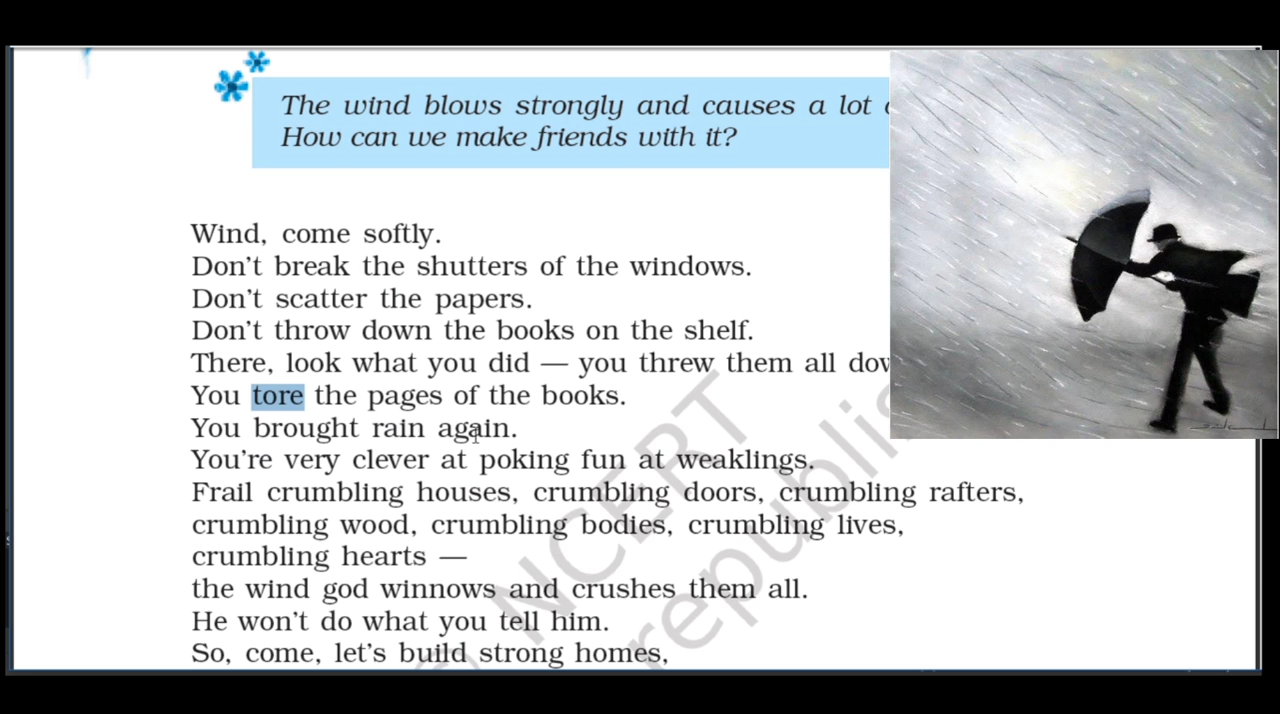 The wind blows strongly and causes a lot
How can we make friends with it?
Wind, come softly.
Don't break the shutters of the windows.
Don't scatter the papers.
Don't throw down the books on the shelf.
There, look what you did — you threw them all
You tore the pages of the books.
You brought rain again.
You're very clever at poking fun at weaklings.
Frail crumbling houses, crumbling doors, crumbling rafters,
crumbling wood, crumbling bodies, crumbling lives,
crumbling hearts —
the wind god winnows and crushes them all.
He won't do what you tell him.
So, come, let's build strong homes,
NCERT
republis